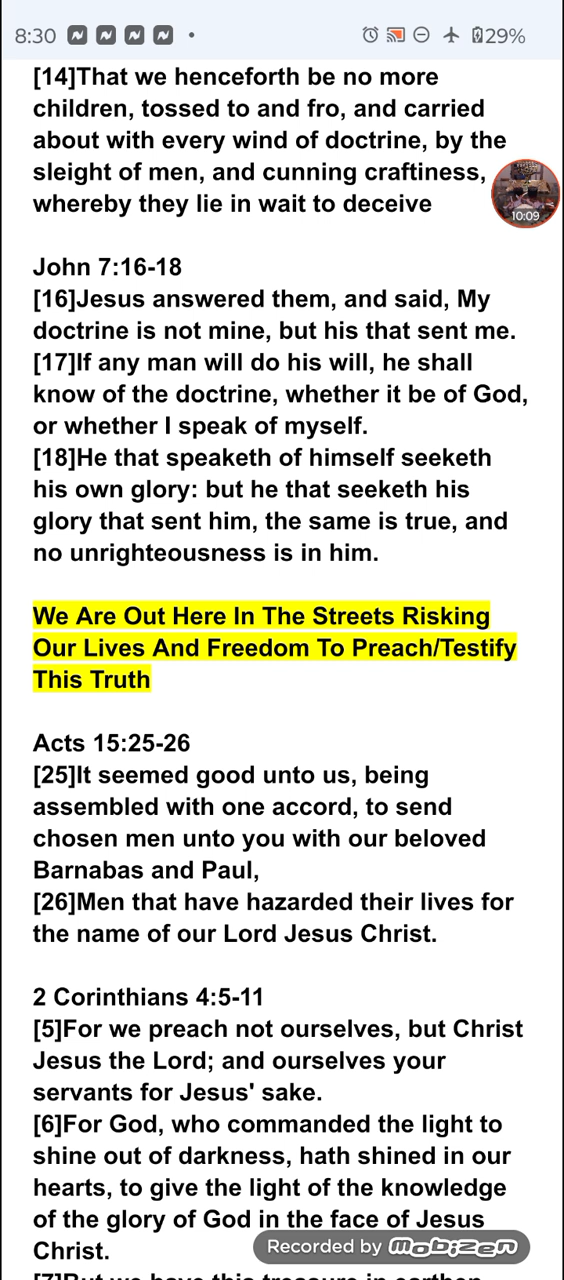 8:30
29%
[14]That we henceforth be no more
children, tossed to and fro, and carried
about with every wind of doctrine, by the
sleight of men, and cunning craftiness,
whereby they lie in wait to deceive
10:09
John 7:16-18
[16]Jesus answered them, and said, My
doctrine is not mine, but his that sent me.
[17]If any man will do his will, he shall
know of the doctrine, whether it be of God,
or whether I speak of myself.
[18]He that speaketh of himself seeketh
his own glory: but he that seeketh his
glory that sent him, the same is true, and
no unrighteousness is in him.
We Are Out Here In The Streets Risking
Our Lives And Freedom To Preach/Testify
This Truth
Acts 15:25-26
[25]It seemed good unto us, being
assembled with one accord, to send
chosen men unto you with our beloved
Barnabas and Paul,
[26]Men that have hazarded their lives for
the name of our Lord Jesus Christ.
2 Corinthians 4:5-11
[5]For we preach not ourselves, but Christ
Jesus the Lord; and ourselves your
servants for Jesus' sake.
[6]For God, who commanded the light to
shine out of darkness, hath shined in our
hearts, to give the light of the knowledge
of the glory of God in the face of Jesus
Christ.
Recorded by mobizen
[7]But we have this treasure in earthen